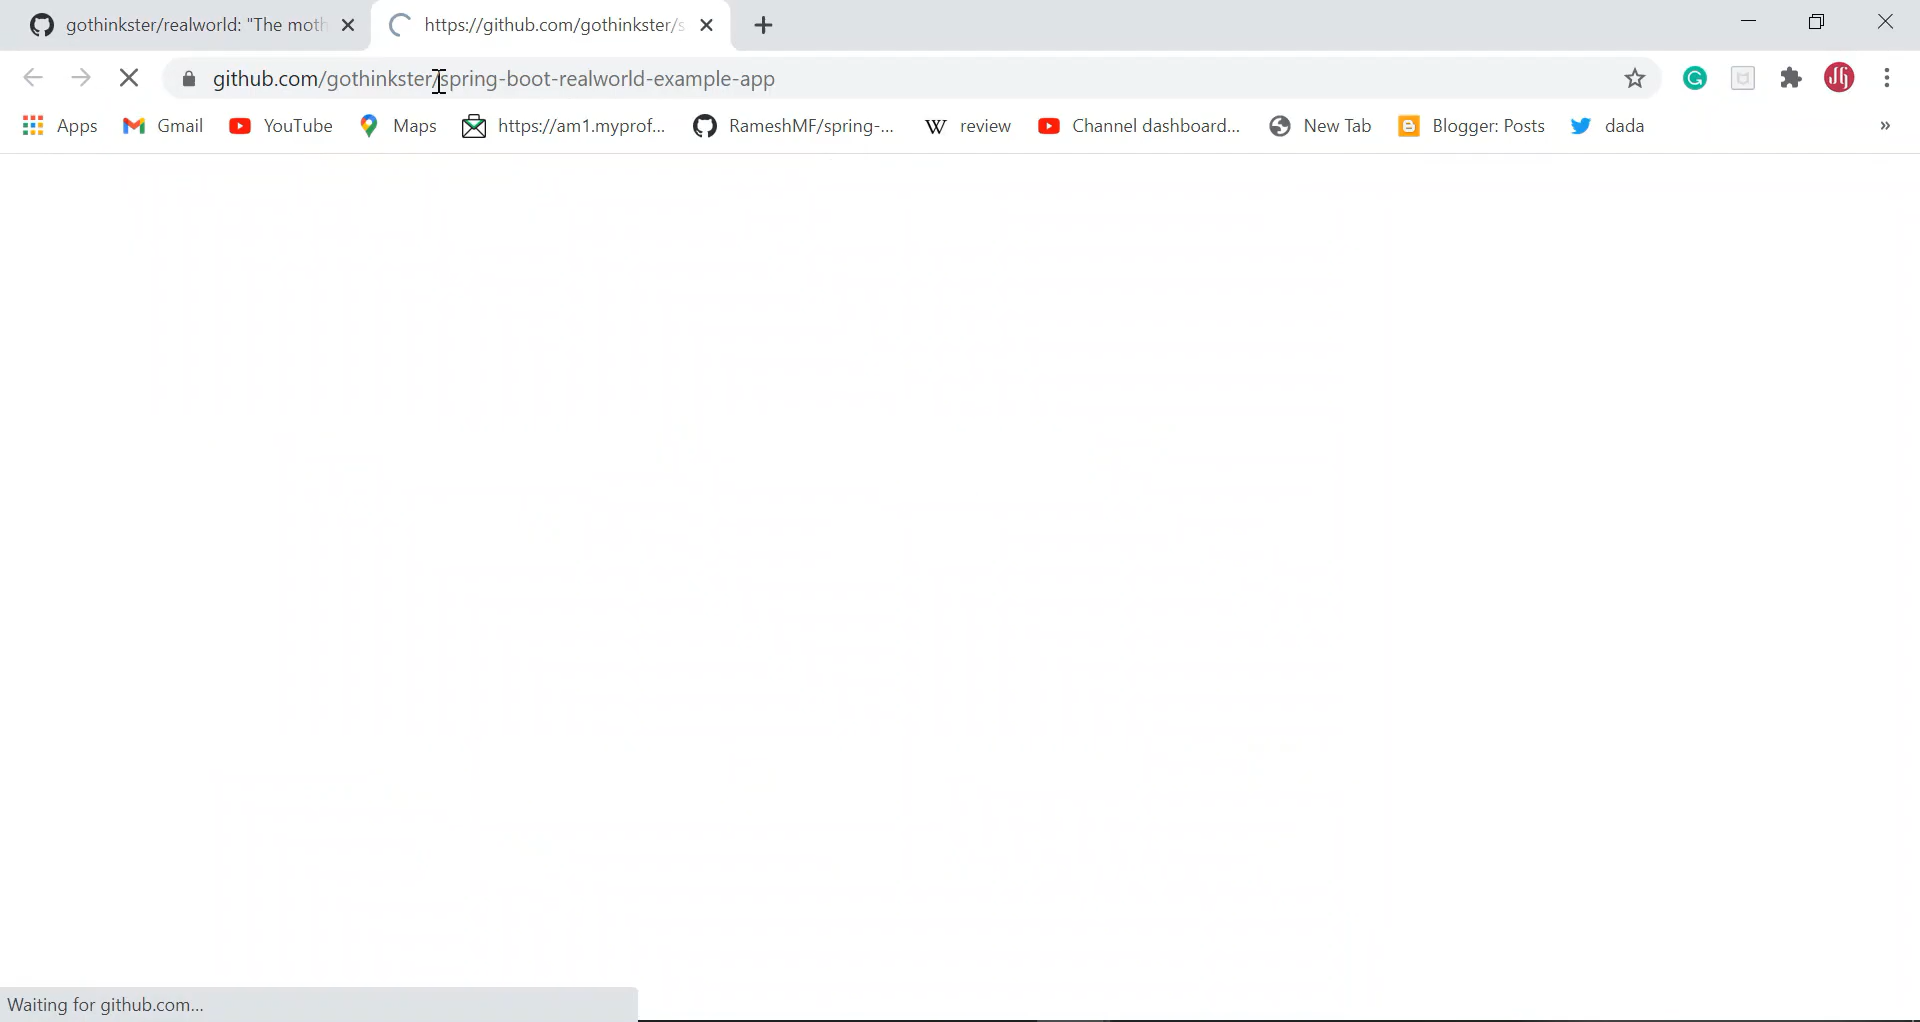 gothinkster/realworld: "The moth
https://github.com/gothinkster/s
github.com/gothinkster/spring-boot-realworld-example-app
Apps Gmail YouTube Maps https://am1.myprof... RameshMF/spring-... W review Channel dashboard... New Tab Blogger: Posts dada »
Waiting for github.com...